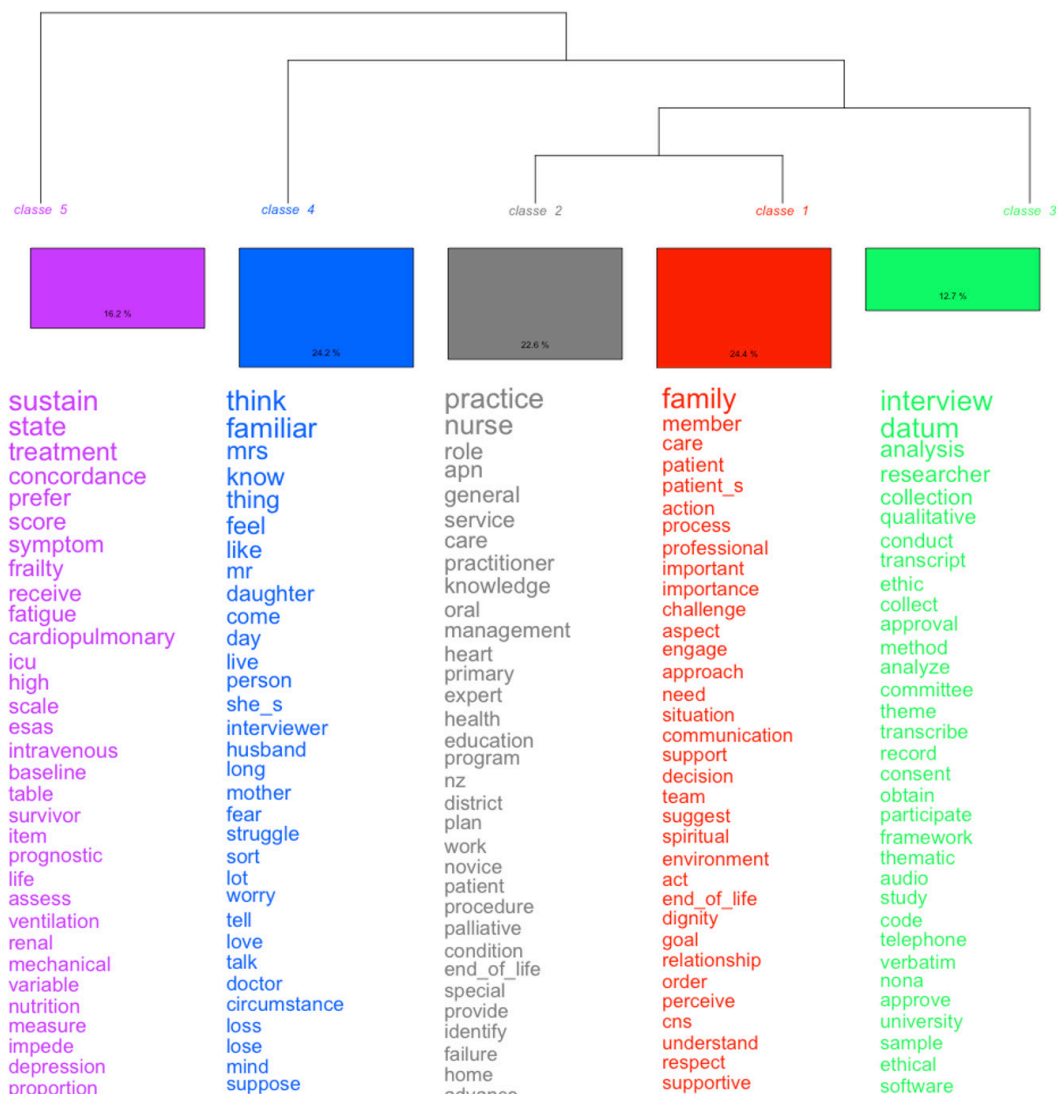 classe 5
classe 4
classe 2
classe 1
classe 3
16.2 %
24.2 %
22.6 %
24.4 %
12.7 %
sustain
state
treatment
concordance
prefer
score
symptom
frailty
receive
fatigue
cardiopulmonary
icu
high
scale
esas
intravenous
baseline
table
survivor
item
prognostic
life
assess
ventilation
renal
mechanical
variable
nutrition
measure
impede
depression
proportion
think
familiar
mrs
know
thing
feel
like
mr
daughter
come
day
live
person
she_s
interviewer
husband
long
mother
fear
struggle
sort
lot
worry
tell
love
talk
doctor
circumstance
loss
lose
mind
suppose
practice
nurse
role
apn
general
service
care
practitioner
knowledge
oral
management
heart
primary
expert
health
education
program
nz
district
plan
work
novice
patient
procedure
palliative
condition
end_of_life
special
provide
identify
failure
home
family
member
care
patient
patient_s
action
process
professional
important
importance
challenge
aspect
engage
approach
need
situation
communication
support
decision
team
suggest
spiritual
environment
act
end_of_life
dignity
goal
relationship
order
perceive
cns
understand
respect
supportive
interview
datum
analysis
researcher
collection
qualitative
conduct
transcript
ethic
collect
approval
method
analyze
committee
theme
transcribe
record
consent
obtain
participate
framework
thematic
audio
study
code
telephone
verbatim
nona
approve
university
sample
ethical
software